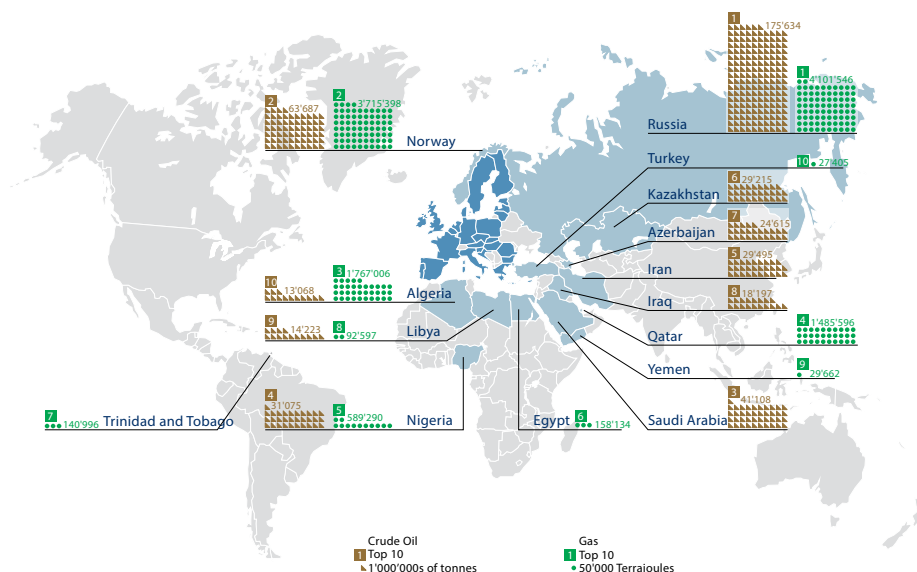 1
175'634
1
4'101'546
Russia
2
63'687
2
3'715'398
Norway
Turkey
10
27'405
6
29'215
Kazakhstan
7
24'615
Azerbaijan
5
29'495
Iran
8
18'197
Iraq
10
13'068
3
1'767'006
Algeria
9
14'223
8
92'597
Libya
4
1'485'596
Qatar
9
29'662
Yemen
7
140'996
Trinidad and Tobago
4
31'075
5
589'290
Nigeria
Egypt
6
158'134
Saudi Arabia
3
41'108
Crude Oil
1 Top 10
1'000'000s of tonnes
Gas
1 Top 10
50'000 Terrajoules